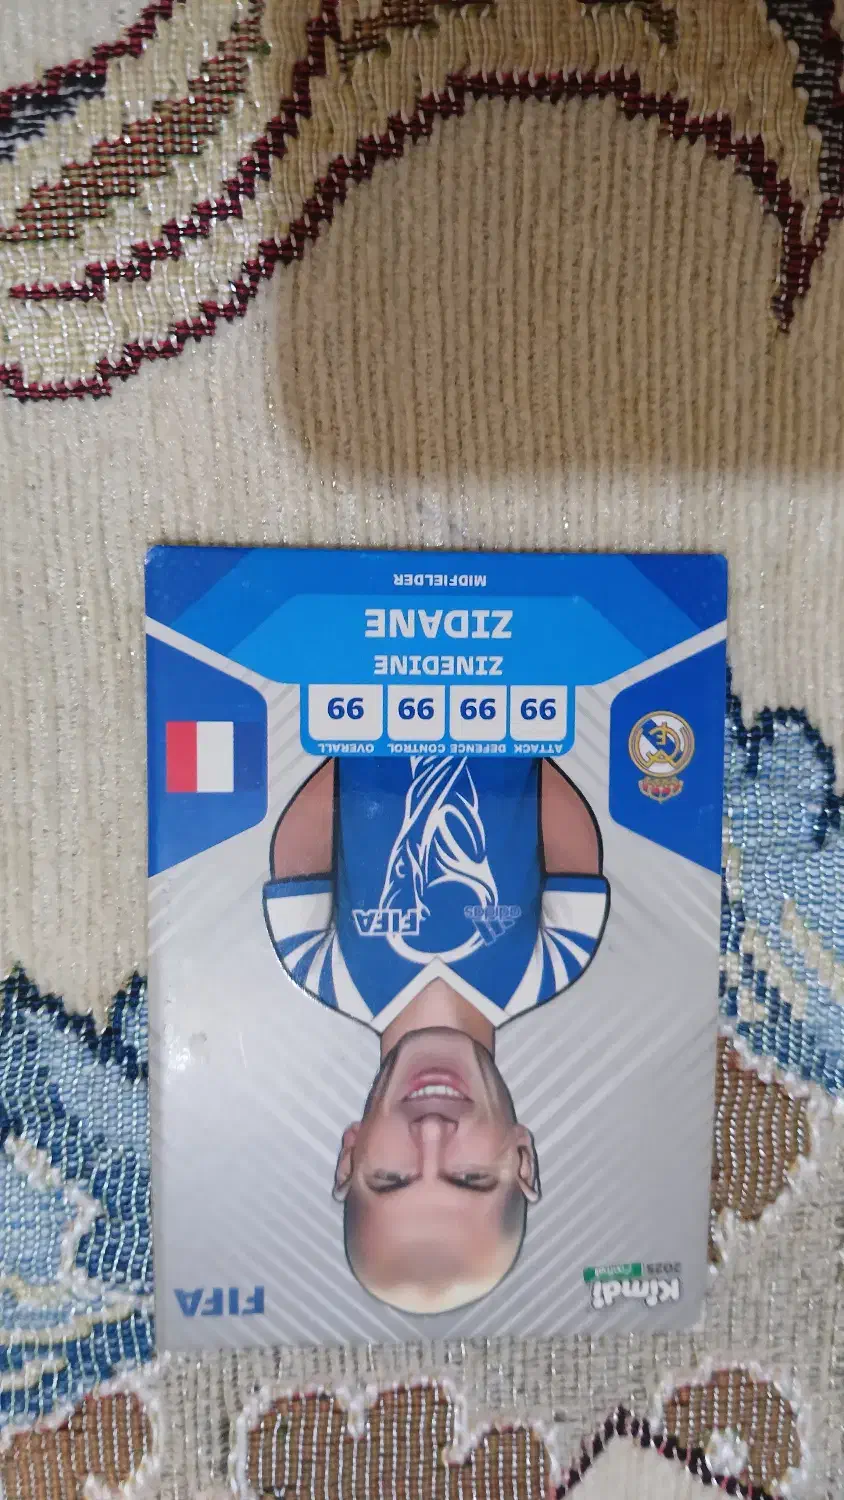 Kimdi
2025
FIFA
adidas
FIFA
ATTACK DEFENCE CONTROL OVERALL
99 99 99 99
ZINEDINE
ZIDANE
MIDFIELDER